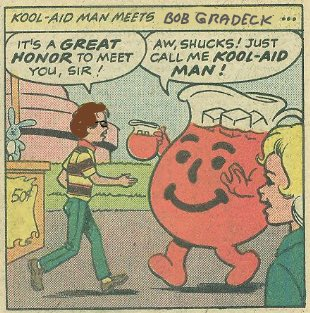 KOOL-AID MAN MEETS BOB GRADECK ...
IT'S A GREAT
HONOR TO MEET
YOU, SIR!
AW, SHUCKS! JUST
CALL ME KOOL-AID
MAN!
50¢